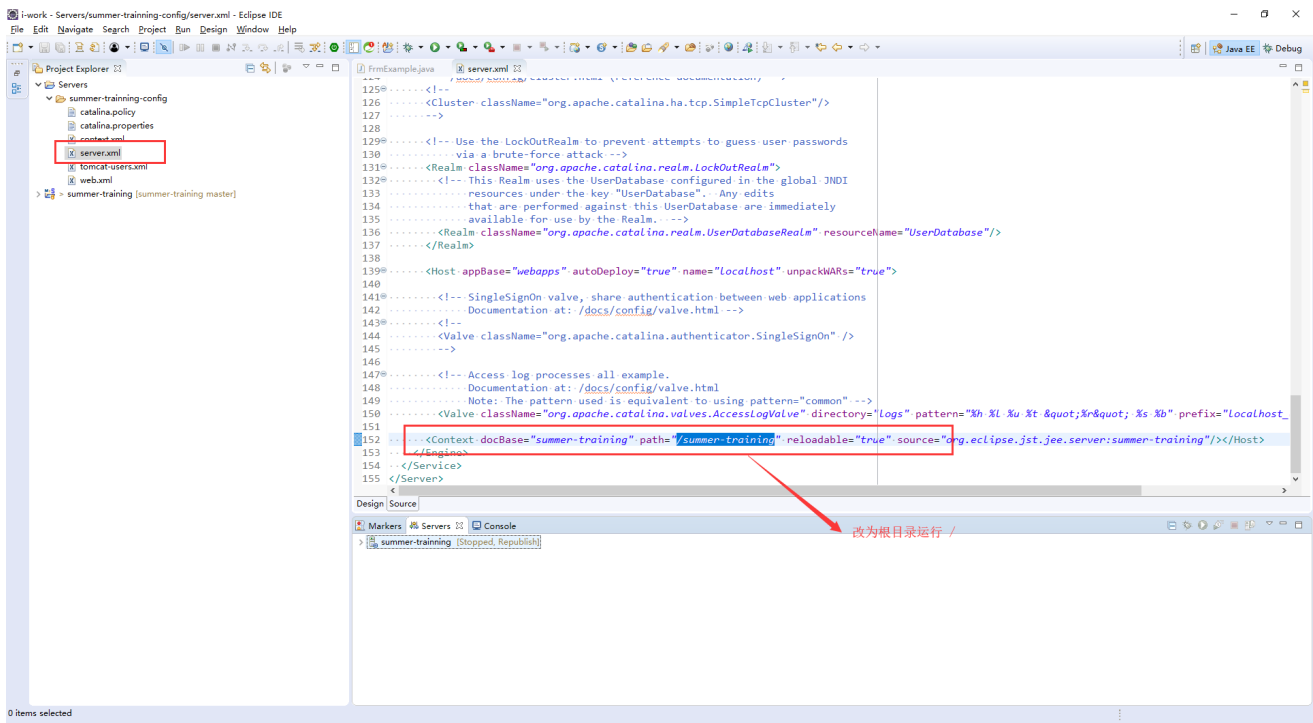 i-work - Servers/summer-trainning-config/server.xml - Eclipse IDE
File Edit Navigate Search Project Run Design Window Help
Java EE Debug
Project Explorer
Servers
summer-trainning-config
catalina.policy
catalina.properties
context.xml
server.xml
tomcat-users.xml
web.xml
> summer-training [summer-training master]
FrmExample.java server.xml
124 /docs/config/cluster.html (reference documentation) -->
125 <!--
126 <Cluster className="org.apache.catalina.ha.tcp.SimpleTcpCluster"/>
127 -->
128
129 <!-- Use the LockOutRealm to prevent attempts to guess user passwords
130 via a brute-force attack -->
131 <Realm className="org.apache.catalina.realm.LockOutRealm">
132 <!-- This Realm uses the UserDatabase configured in the global JNDI
133 resources under the key "UserDatabase". Any edits
134 that are performed against this UserDatabase are immediately
135 available for use by the Realm. -->
136 <Realm className="org.apache.catalina.realm.UserDatabaseRealm" resourceName="UserDatabase"/>
137 </Realm>
138
139 <Host appBase="webapps" autoDeploy="true" name="localhost" unpackWARs="true">
140
141 <!-- SingleSignOn valve, share authentication between web applications
142 Documentation at: /docs/config/valve.html -->
143 <!--
144 <Valve className="org.apache.catalina.authenticator.SingleSignOn" />
145 -->
146
147 <!-- Access log processes all example.
148 Documentation at: /docs/config/valve.html
149 Note: The pattern used is equivalent to using pattern="common" -->
150 <Valve className="org.apache.catalina.valves.AccessLogValve" directory="logs" pattern="%h %l %u %t &quot;%r&quot; %s %b" prefix="localhost_
151
152 <Context docBase="summer-training" path="/summer-training" reloadable="true" source="org.eclipse.jst.jee.server:summer-training"/></Host>
153 </Engine>
154 </Service>
155 </Server>
Design Source
Markers Servers Console
summer-trainning [Stopped, Republish]
改为根目录运行 /
0 items selected